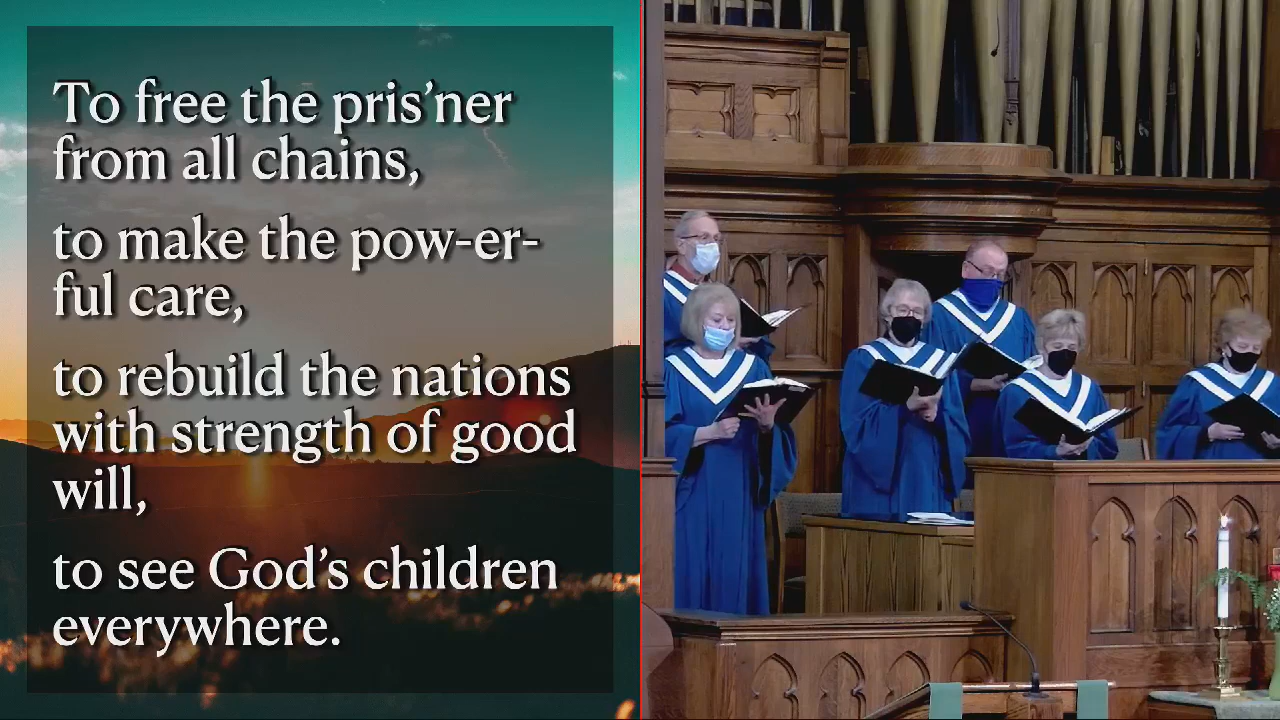 To free the pris’ner
from all chains,
to make the pow-er-
ful care,
to rebuild the nations
with strength of good
will,
to see God’s children
everywhere.